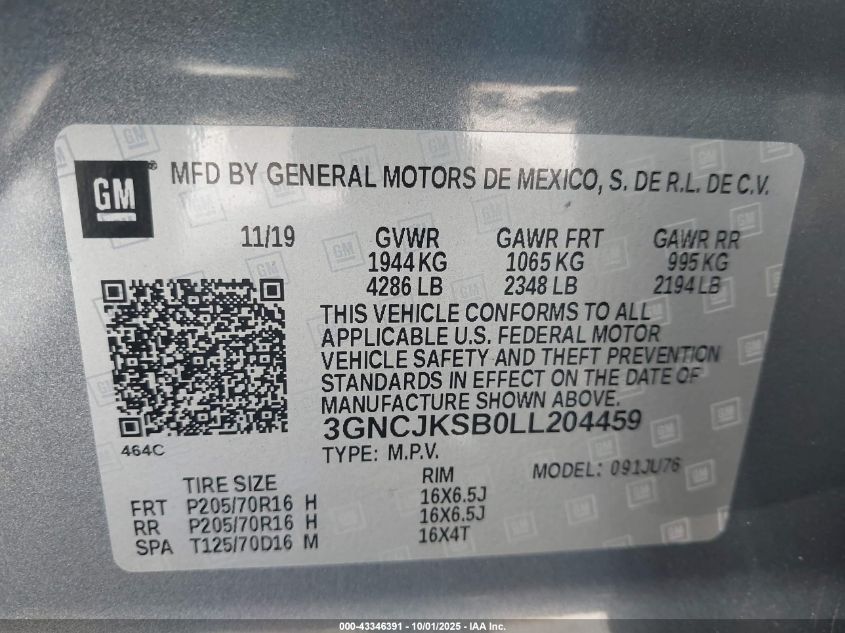 GM
MFD BY GENERAL MOTORS DE MEXICO, S. DE R.L. DE C.V.
11/19 GVWR GAWR FRT GAWR RR
1944 KG 1065 KG 995 KG
4286 LB 2348 LB 2194 LB
THIS VEHICLE CONFORMS TO ALL
APPLICABLE U.S. FEDERAL MOTOR
VEHICLE SAFETY AND THEFT PREVENTION
STANDARDS IN EFFECT ON THE DATE OF
MANUFACTURE SHOWN ABOVE.
3GNCJKSB0LL204459
464C
TYPE: M.P.V. MODEL: 091JU76
TIRE SIZE RIM
FRT P205/70R16 H 16X6.5J
RR P205/70R16 H 16X6.5J
SPA T125/70D16 M 16X4T
000-43346391 - 10/01/2025 - IAA Inc.